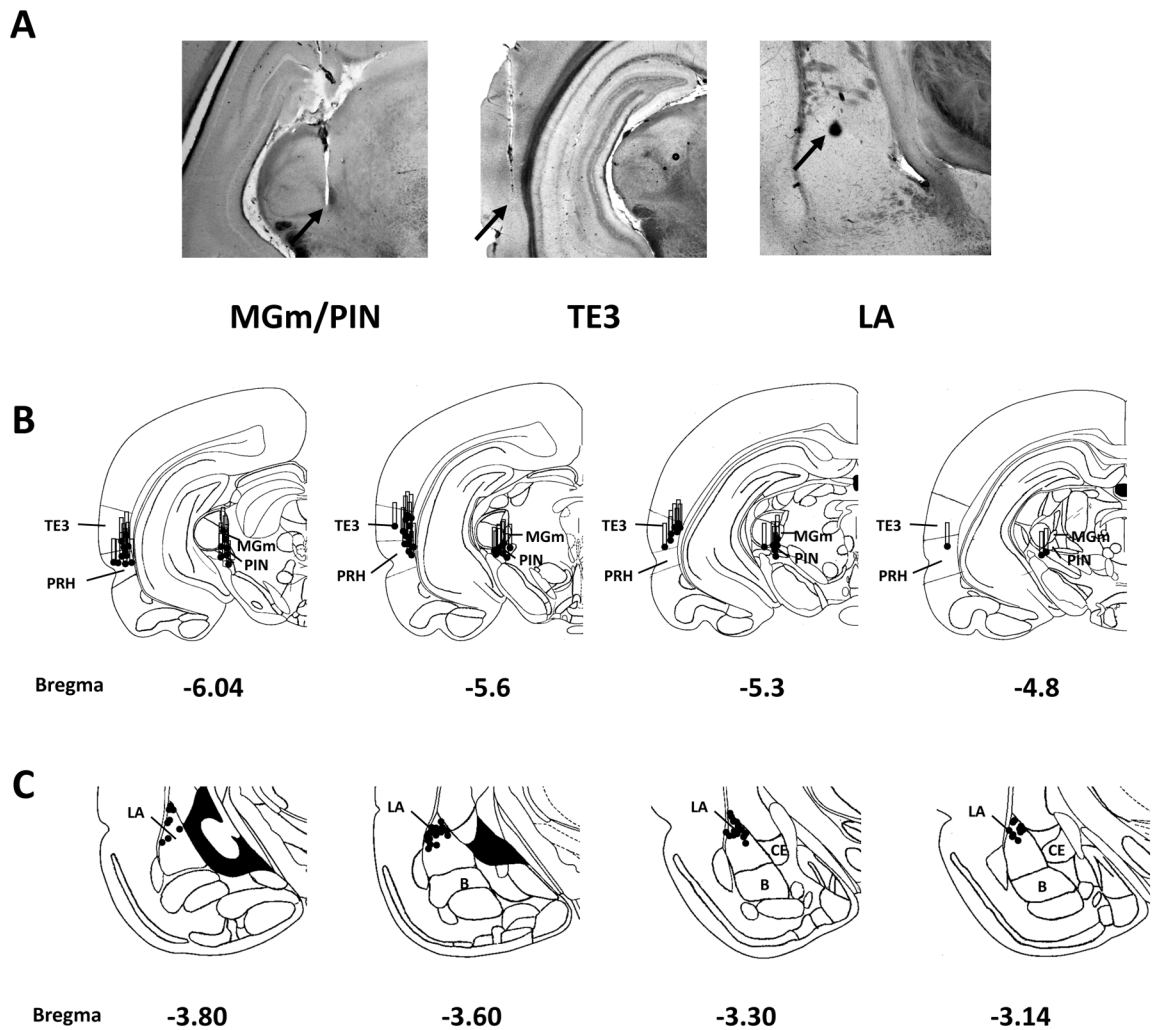 A
MGm/PIN TE3 LA
B
TE3 MGm PIN PRH
TE3 MGm PIN PRH
TE3 MGm PIN PRH
TE3 MGm PIN PRH
Bregma -6.04 -5.6 -5.3 -4.8
C
LA
LA B
LA CE B
LA CE B
Bregma -3.80 -3.60 -3.30 -3.14